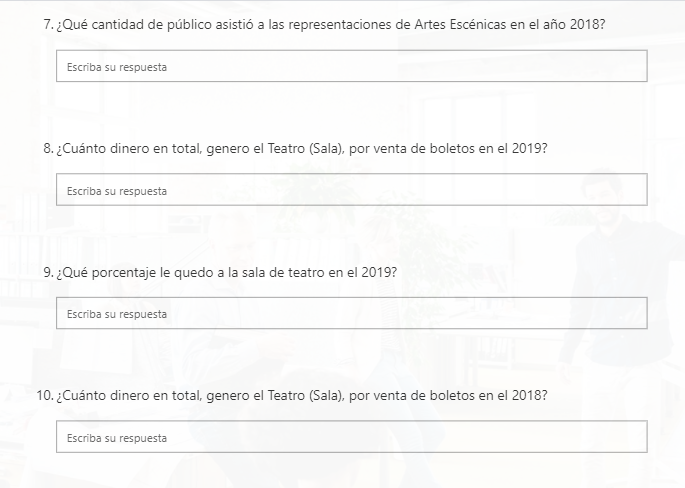 7. ¿Qué cantidad de público asistió a las representaciones de Artes Escénicas en el año 2018?
Escriba su respuesta
8. ¿Cuánto dinero en total, genero el Teatro (Sala), por venta de boletos en el 2019?
Escriba su respuesta
9. ¿Qué porcentaje le quedo a la sala de teatro en el 2019?
Escriba su respuesta
10. ¿Cuánto dinero en total, genero el Teatro (Sala), por venta de boletos en el 2018?
Escriba su respuesta